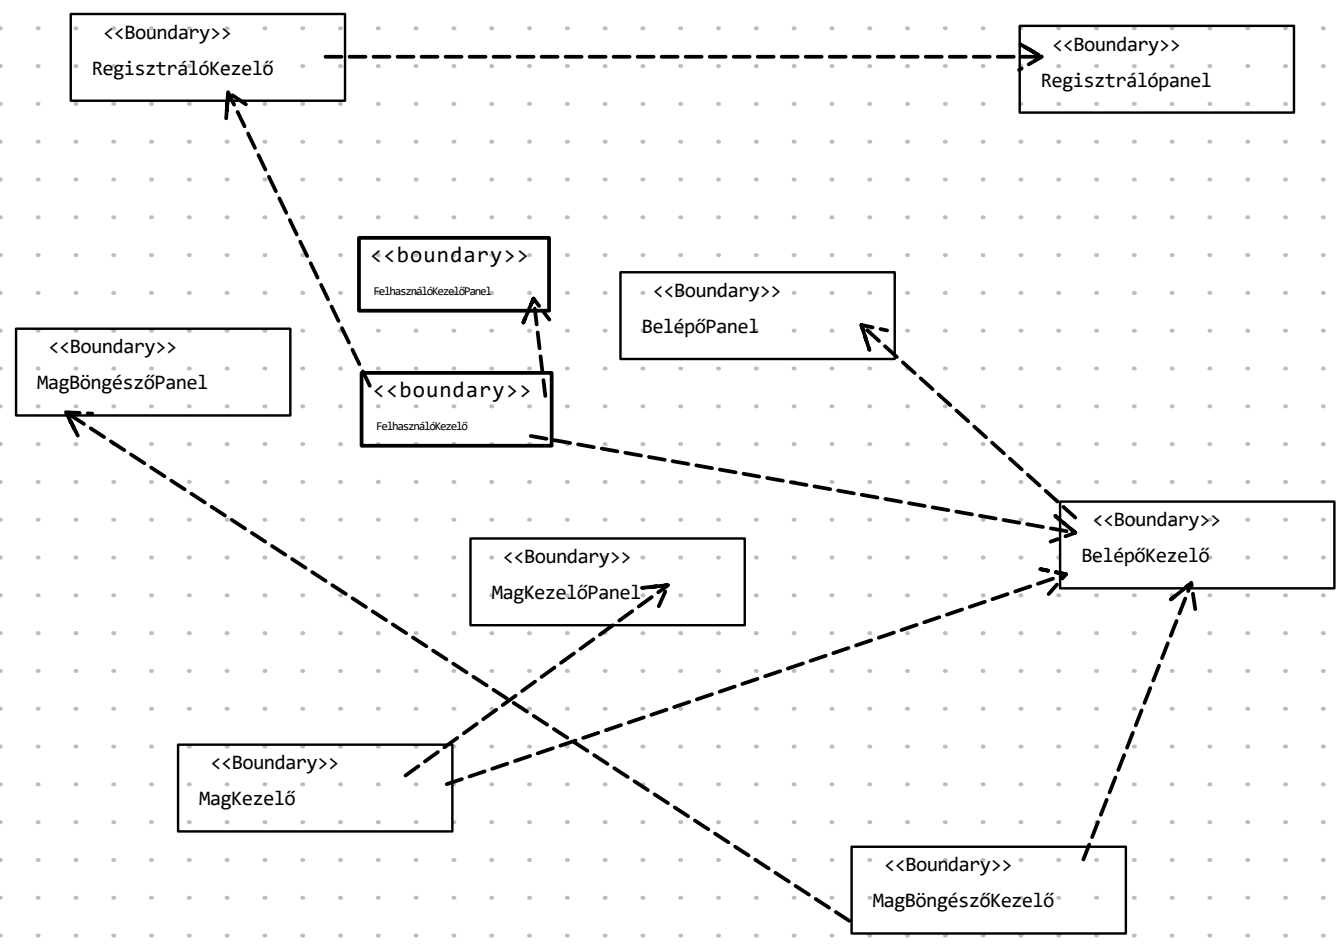 <<Boundary>>
RegisztrálóKezelő
<<Boundary>>
Regisztrálópanel
<<boundary>>
FelhasználóKezelőPanel
<<Boundary>>
BelépőPanel
<<Boundary>>
MagBöngészőPanel
<<boundary>>
FelhasználóKezelő
<<Boundary>>
BelépőKezelő
<<Boundary>>
MagKezelőPanel
<<Boundary>>
MagKezelő
<<Boundary>>
MagBöngészőKezelő